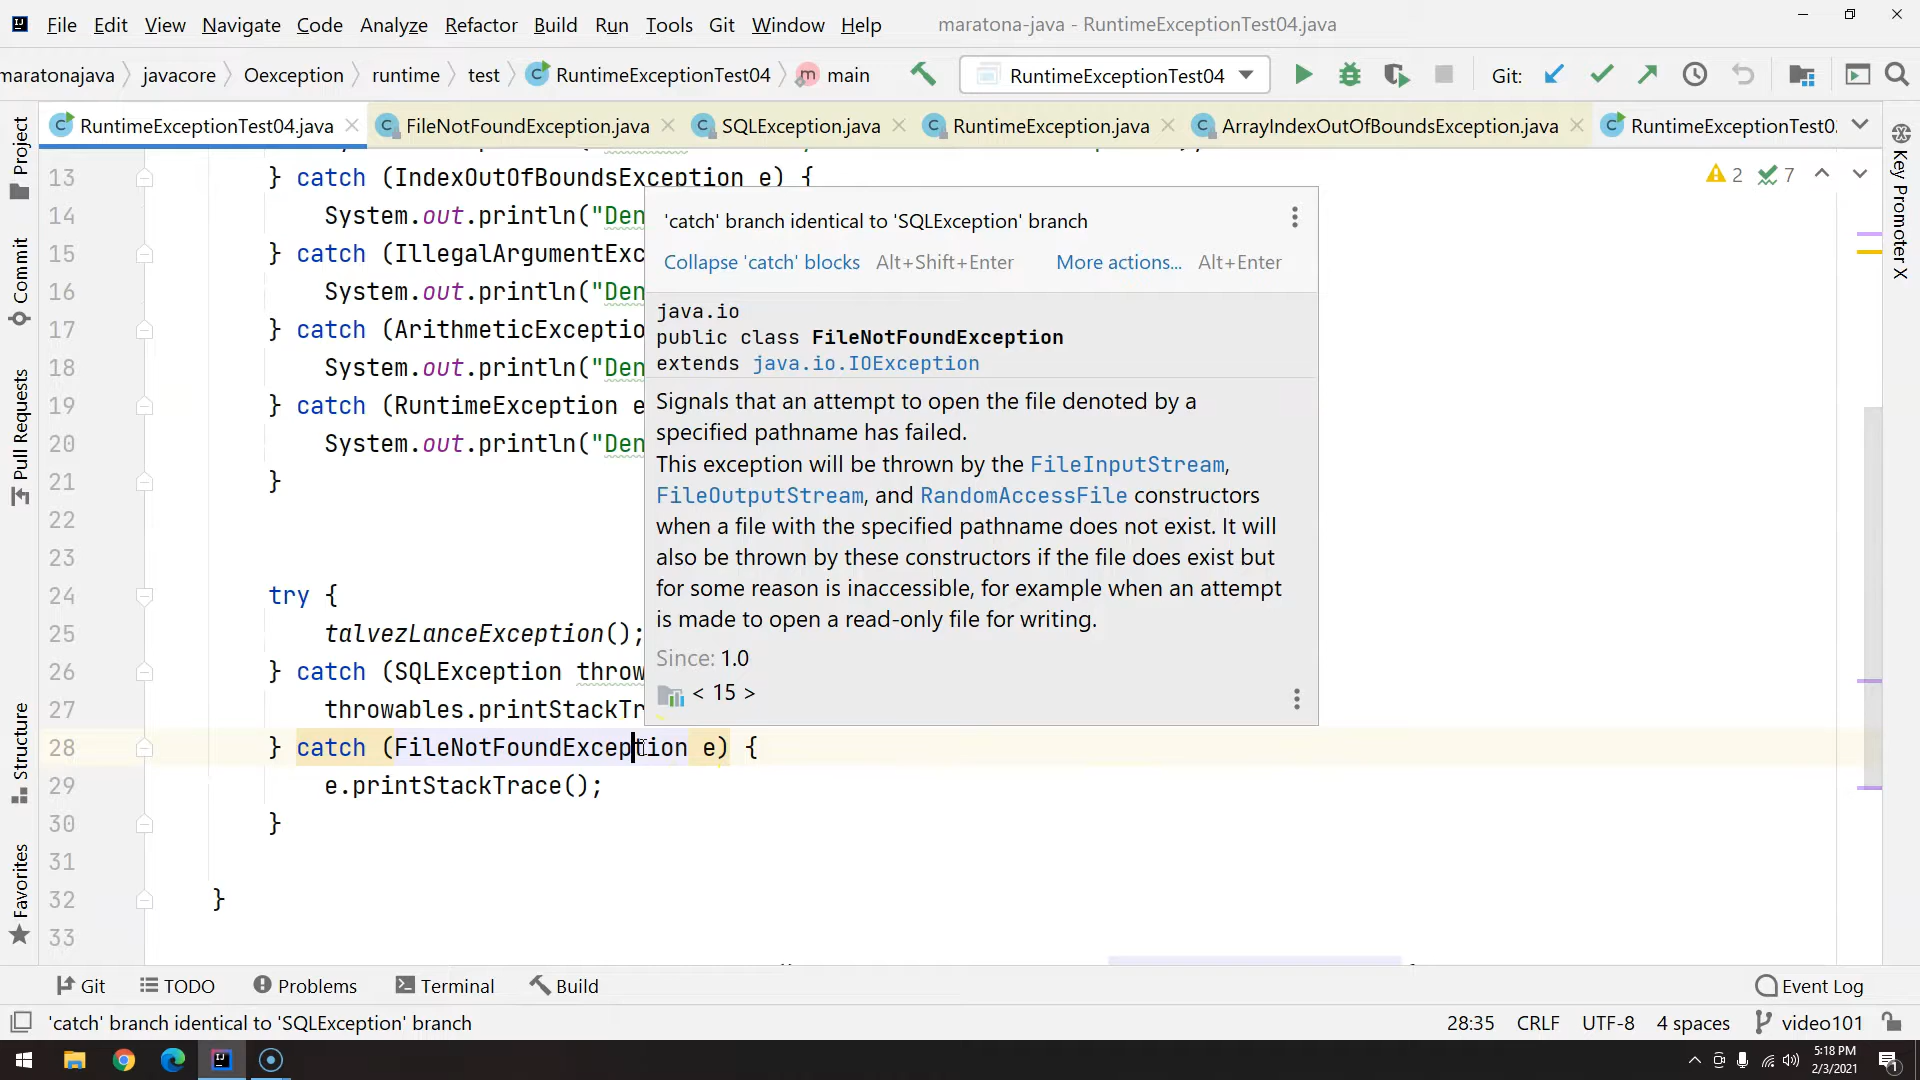 File Edit View Navigate Code Analyze Refactor Build Run Tools Git Window Help maratona-java - RuntimeExceptionTest04.java
maratonajava javacore Oexception runtime test RuntimeExceptionTest04 main RuntimeExceptionTest04 Git:
RuntimeExceptionTest04.java FileNotFoundException.java SQLException.java RuntimeException.java ArrayIndexOutOfBoundsException.java RuntimeExceptionTest0
Project
Commit
Pull Requests
Structure
Favorites
Key Promoter X
2 7
13 } catch (IndexOutOfBoundsException e) {
14 System.out.println("Den
15 } catch (IllegalArgumentExc
16 System.out.println("Den
17 } catch (ArithmeticExceptio
18 System.out.println("Den
19 } catch (RuntimeException e
20 System.out.println("Den
21 }
22
23
24 try {
25 talvezLanceException();
26 } catch (SQLException throw
27 throwables.printStackTr
28 } catch (FileNotFoundException e) {
29 e.printStackTrace();
30 }
31
32 }
33
'catch' branch identical to 'SQLException' branch
Collapse 'catch' blocks Alt+Shift+Enter More actions... Alt+Enter
java.io
public class FileNotFoundException
extends java.io.IOException
Signals that an attempt to open the file denoted by a
specified pathname has failed.
This exception will be thrown by the FileInputStream,
FileOutputStream, and RandomAccessFile constructors
when a file with the specified pathname does not exist. It will
also be thrown by these constructors if the file does exist but
for some reason is inaccessible, for example when an attempt
is made to open a read-only file for writing.
Since: 1.0
< 15 >
Git TODO Problems Terminal Build Event Log
'catch' branch identical to 'SQLException' branch 28:35 CRLF UTF-8 4 spaces video101
5:18 PM
2/3/2021
1